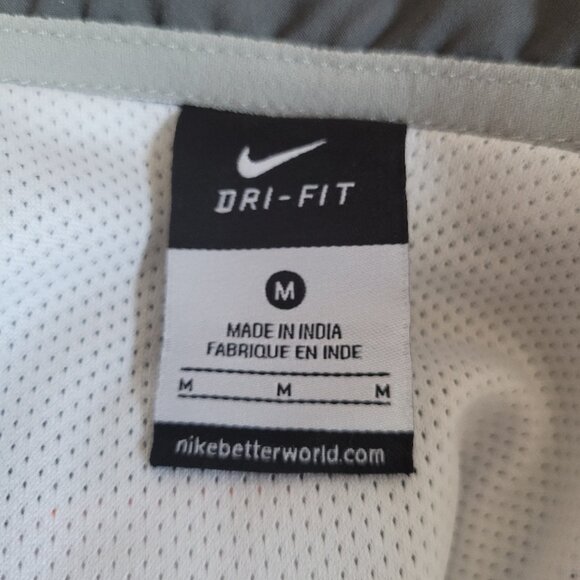 DRI-FIT
M
MADE IN INDIA
FABRIQUE EN INDE
M M M
nikebetterworld.com